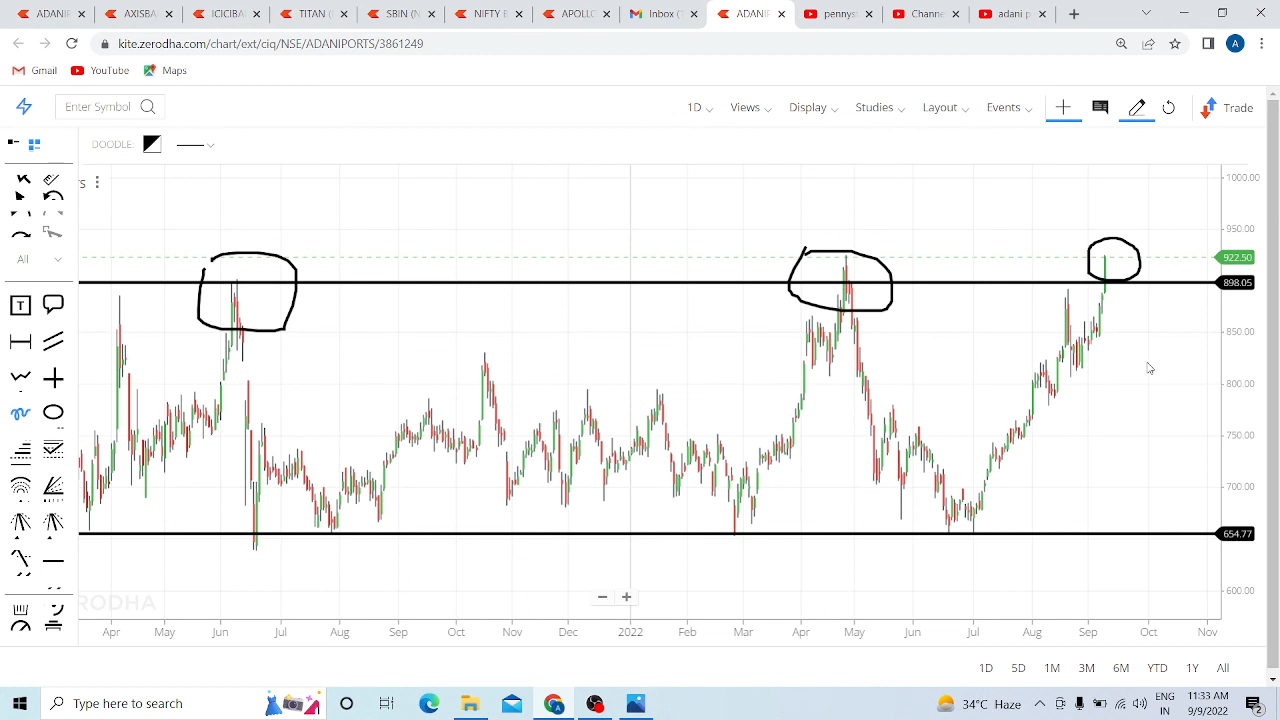 ADANI
AXISBA
ICICIBA
TITAN (
SBIN (N
NIFTY B
APOLLO
Inbox (1
ADANIF
pennyst
Channe
adani p
kite.zerodha.com/chart/ext/ciq/NSE/ADANIPORTS/3861249
A
Gmail YouTube Maps
Enter Symbol 1D Views Display Studies Layout Events Trade
DOODLE:
All
T
1000.00
950.00
922.50
898.05
850.00
800.00
750.00
700.00
654.77
600.00
Apr May Jun Jul Aug Sep Oct Nov Dec 2022 Feb Mar Apr May Jun Jul Aug Sep Oct Nov
1D 5D 1M 3M 6M YTD 1Y All
Type here to search 34°C Haze ENG 11:33 AM
IN 9/9/2022 2